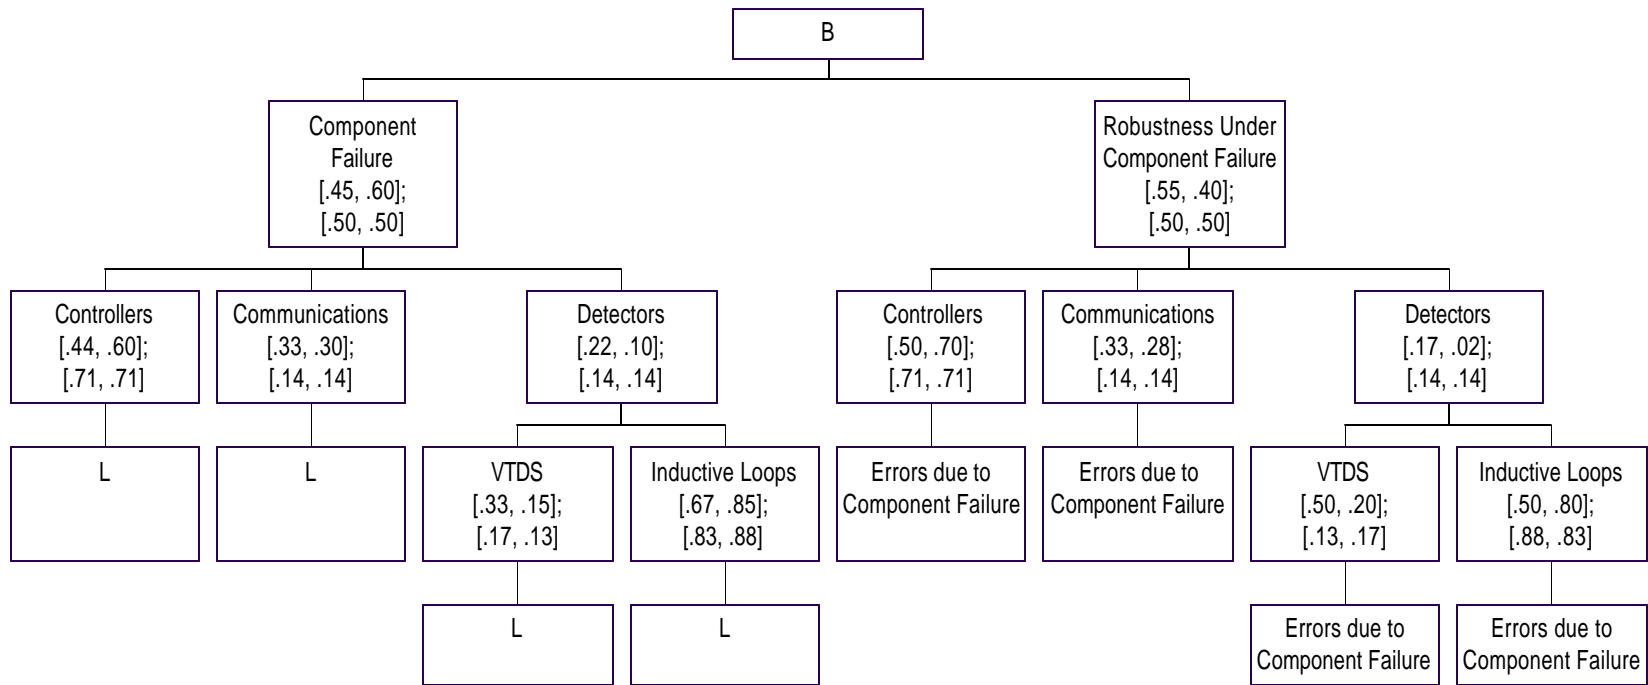 B
Component
Failure
[.45, .60];
[.50, .50]
Robustness Under
Component Failure
[.55, .40];
[.50, .50]
Controllers
[.44, .60];
[.71, .71]
Communications
[.33, .30];
[.14, .14]
Detectors
[.22, .10];
[.14, .14]
Controllers
[.50, .70];
[.71, .71]
Communications
[.33, .28];
[.14, .14]
Detectors
[.17, .02];
[.14, .14]
L
L
VTDS
[.33, .15];
[.17, .13]
Inductive Loops
[.67, .85];
[.83, .88]
Errors due to
Component Failure
Errors due to
Component Failure
VTDS
[.50, .20];
[.13, .17]
Inductive Loops
[.50, .80];
[.88, .83]
L
L
Errors due to
Component Failure
Errors due to
Component Failure